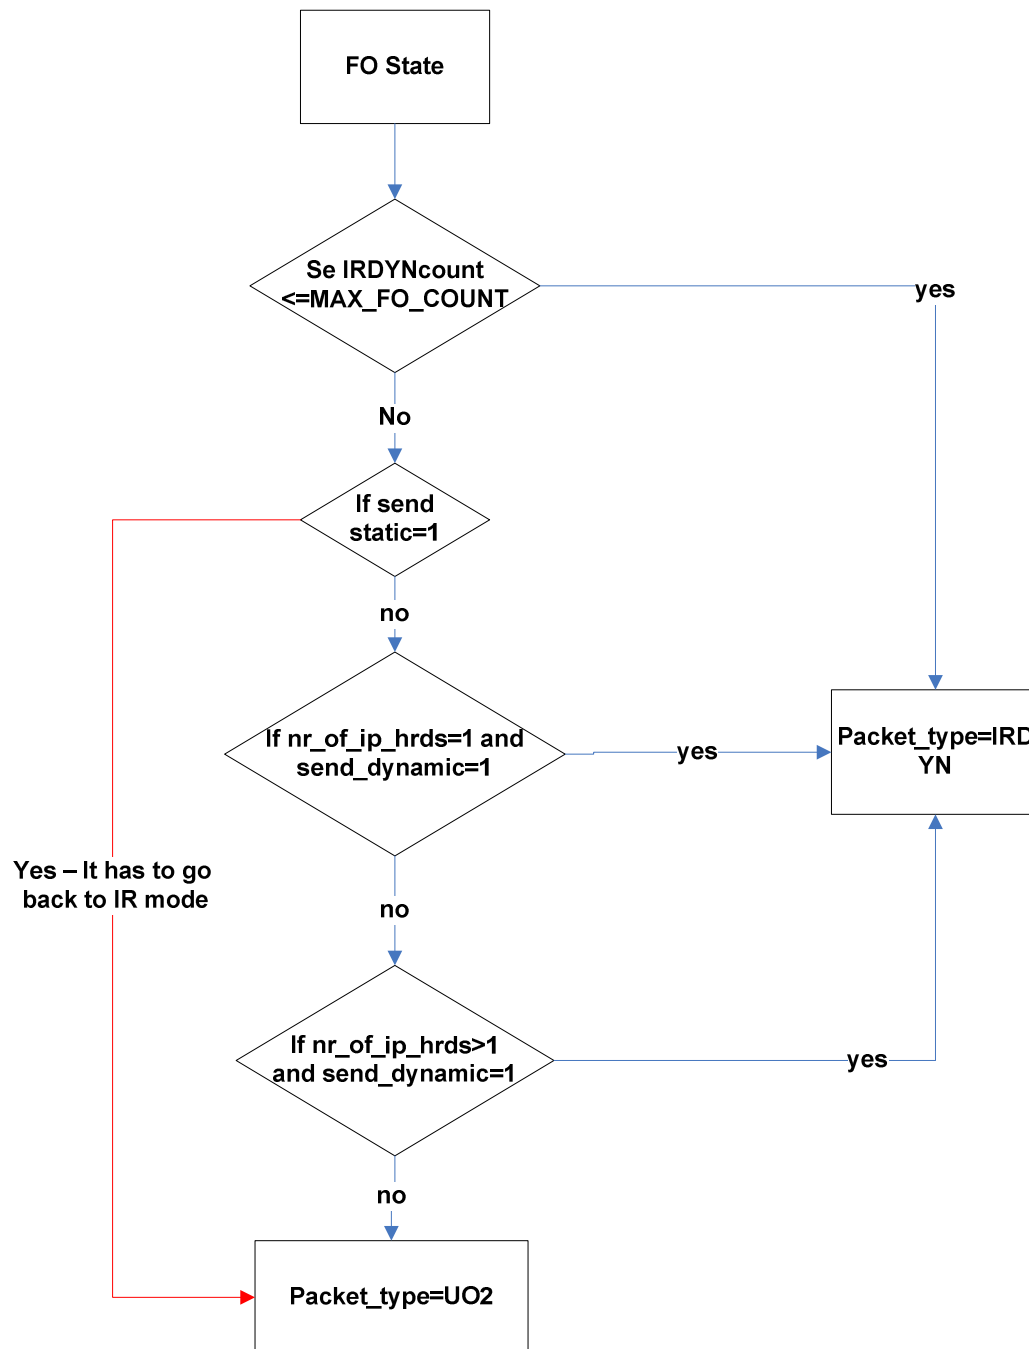 FO State
Se IRDYNcount
<=MAX_FO_COUNT
yes
No
If send
static=1
no
If nr_of_ip_hrds=1 and
send_dynamic=1
yes
Packet_type=IRD
YN
Yes – It has to go
back to IR mode
no
If nr_of_ip_hrds>1
and send_dynamic=1
yes
no
Packet_type=UO2